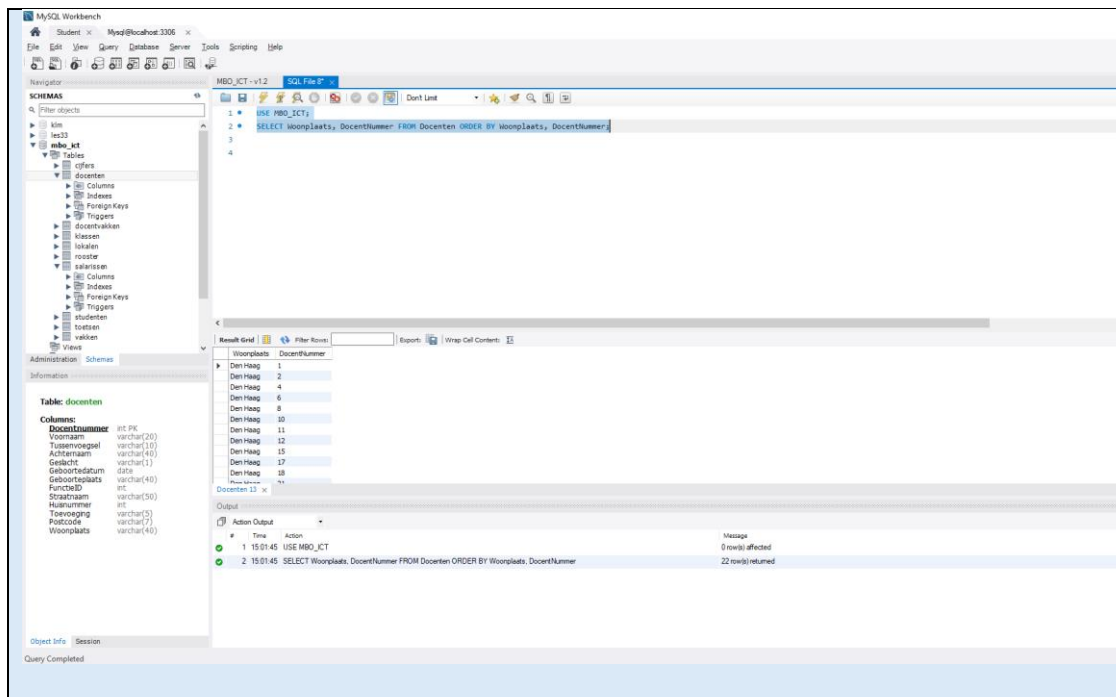 MySQL Workbench
Student × Mysql@localhost:3306 ×
File Edit View Query Database Server Tools Scripting Help
Navigator
SCHEMAS
Filter objects
klm
les33
mbo_ict
Tables
cijfers
docenten
Columns
Indexes
Foreign Keys
Triggers
docentvakken
klassen
lokalen
rooster
salarissen
Columns
Indexes
Foreign Keys
Triggers
studenten
toetsen
vakken
Views
Administration Schemas
Information
Table: docenten
Columns:
Docentnummer int PK
Voornaam varchar(20)
Tussenvoegsel varchar(10)
Achternaam varchar(40)
Geslacht varchar(1)
Geboortedatum date
Geboorteplaats varchar(40)
FunctieID int
Straatnaam varchar(50)
Huisnummer int
Toevoeging varchar(5)
Postcode varchar(7)
Woonplaats varchar(40)
Object Info Session
Query Completed
MBO_ICT - v1.2 SQL File 8* ×
Don't Limit
1 USE MBO_ICT;
2 SELECT Woonplaats, DocentNummer FROM Docenten ORDER BY Woonplaats, DocentNummer;
3
4
Result Grid Filter Rows: Export: Wrap Cell Content:
Woonplaats DocentNummer
Den Haag 1
Den Haag 2
Den Haag 4
Den Haag 6
Den Haag 8
Den Haag 10
Den Haag 11
Den Haag 12
Den Haag 15
Den Haag 17
Den Haag 18
Docenten 13 ×
Output
Action Output
# Time Action Message
1 15:01:45 USE MBO_ICT 0 row(s) affected
2 15:01:45 SELECT Woonplaats, DocentNummer FROM Docenten ORDER BY Woonplaats, DocentNummer 22 row(s) returned